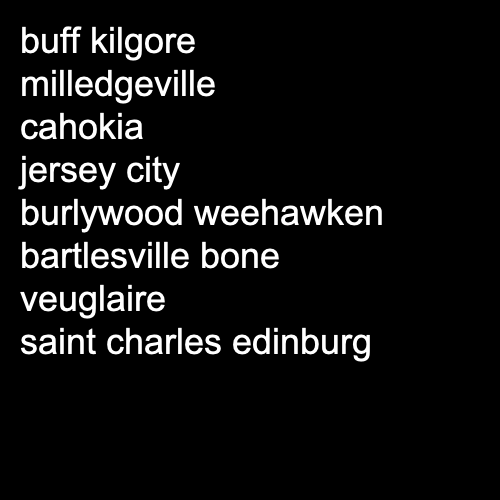 buff kilgore
milledgeville
cahokia
jersey city
burlywood weehawken
bartlesville bone
veuglaire
saint charles edinburg